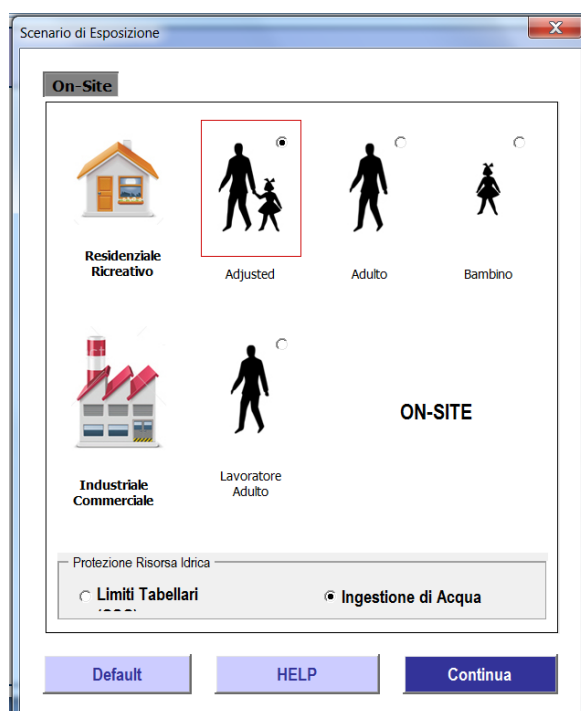 Scenario di Esposizione
X
On-Site
Residenziale
Ricreativo
Adjusted
Adulto
Bambino
Industriale
Commerciale
Lavoratore
Adulto
ON-SITE
Protezione Risorsa Idrica
Limiti Tabellari
Ingestione di Acqua
Default
HELP
Continua